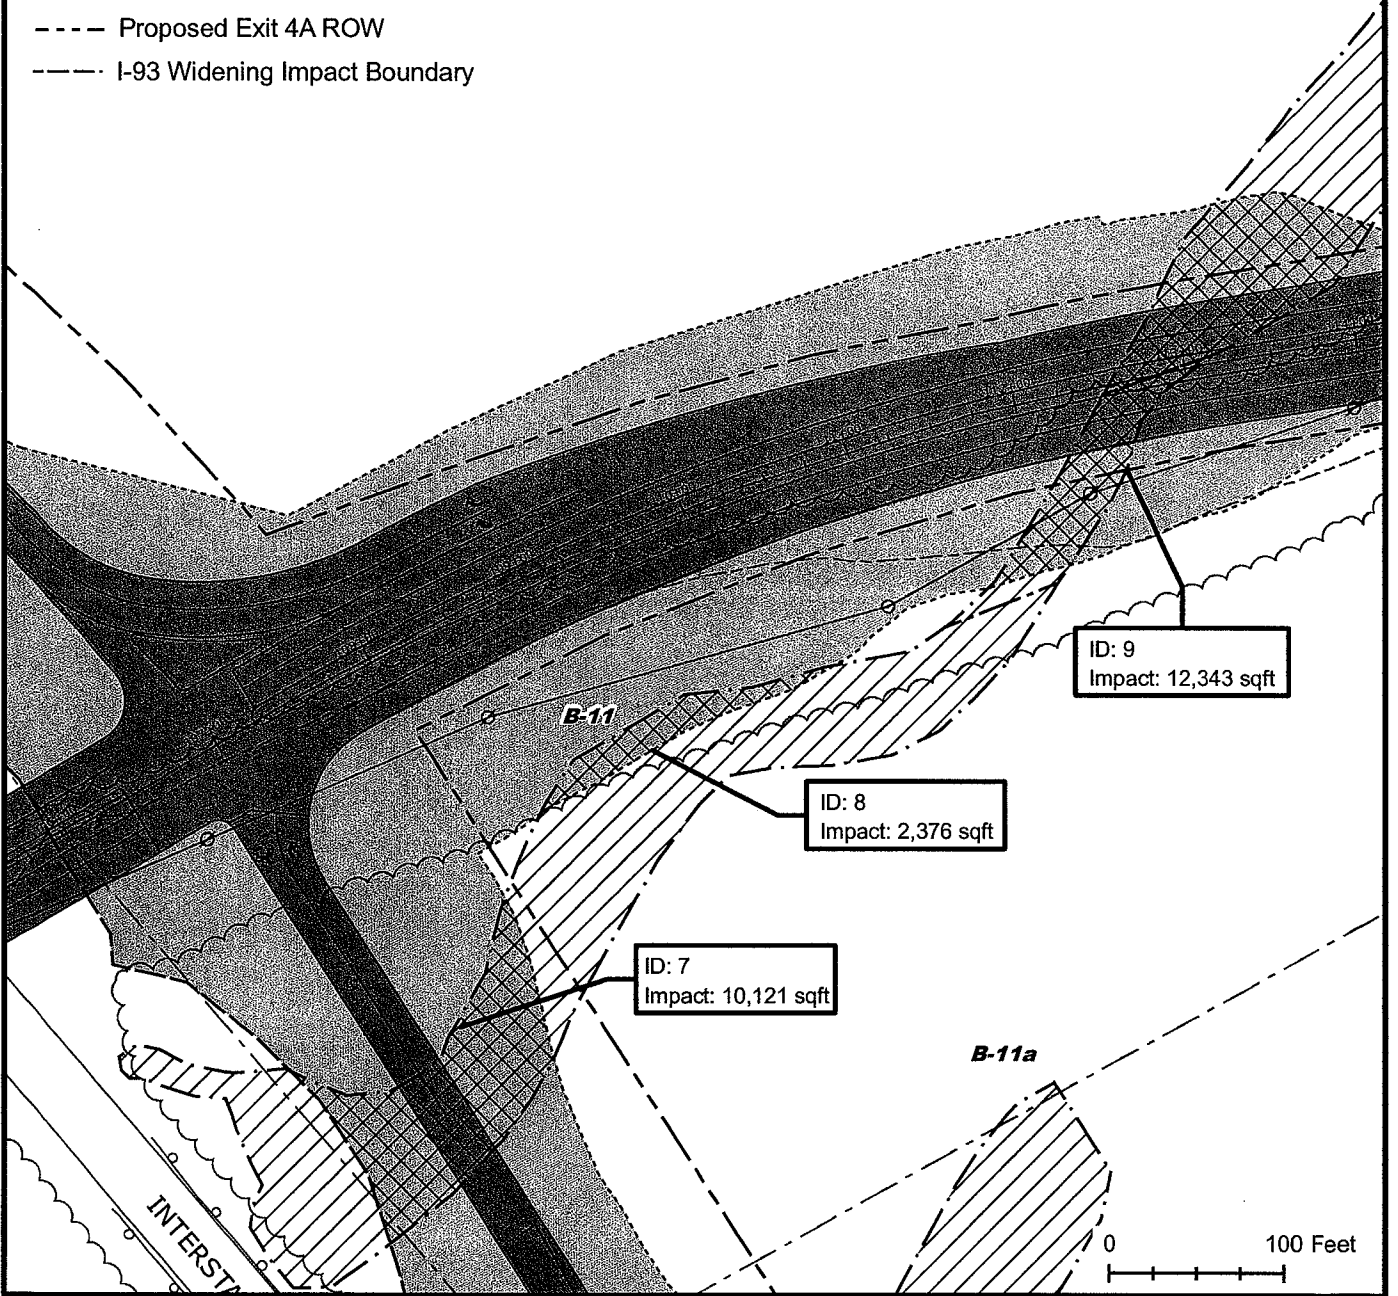 Proposed Exit 4A ROW
I-93 Widening Impact Boundary
ID: 9
Impact: 12,343 sqft
B-11
ID: 8
Impact: 2,376 sqft
ID: 7
Impact: 10,121 sqft
B-11a
0 100 Feet
INTERSTA